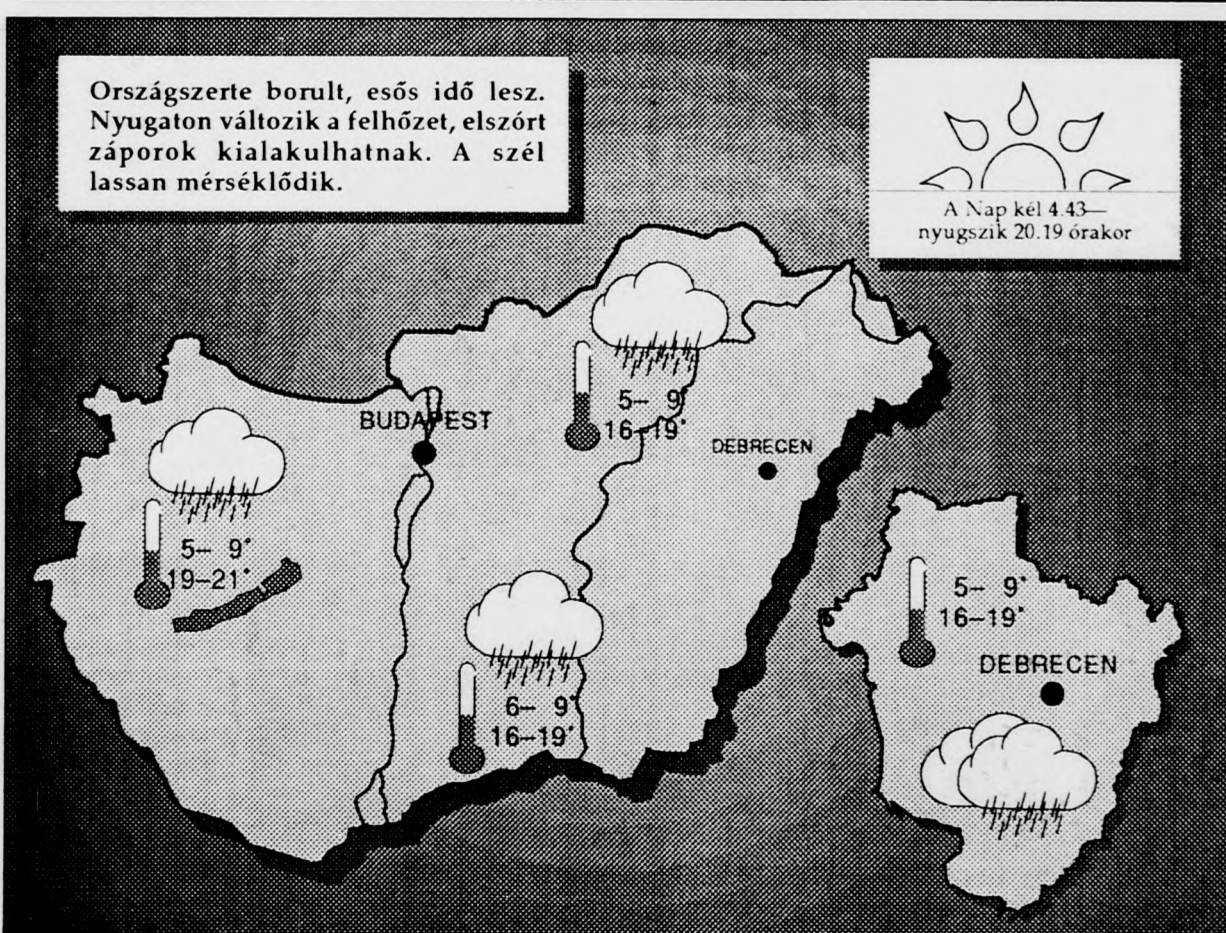 Országszerte borult, esős idő lesz.
Nyugaton változik a felhőzet, elszórt
záporok kialakulhatnak. A szél
lassan mérséklődik.
A Nap kél 4.43—
nyugszik 20.19 órakor
BUDAPEST
5– 9
16–19°
DEBRECEN
5– 9°
19–21°
6– 9°
16–19°
5– 9°
16–19°
DEBRECEN